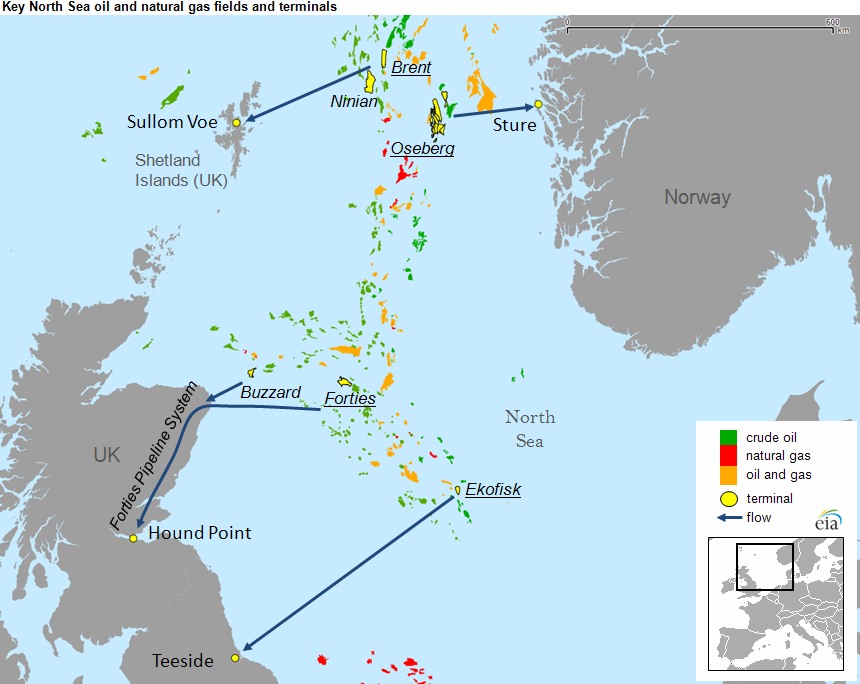 Key North Sea oil and natural gas fields and terminals
0
600
km
Brent
Ninian
Sullom Voe
Sture
Oseberg
Shetland
Islands (UK)
Norway
Buzzard
Forties
Forties Pipeline System
North
Sea
UK
Ekofisk
Hound Point
Teeside
crude oil
natural gas
oil and gas
terminal
flow
eia